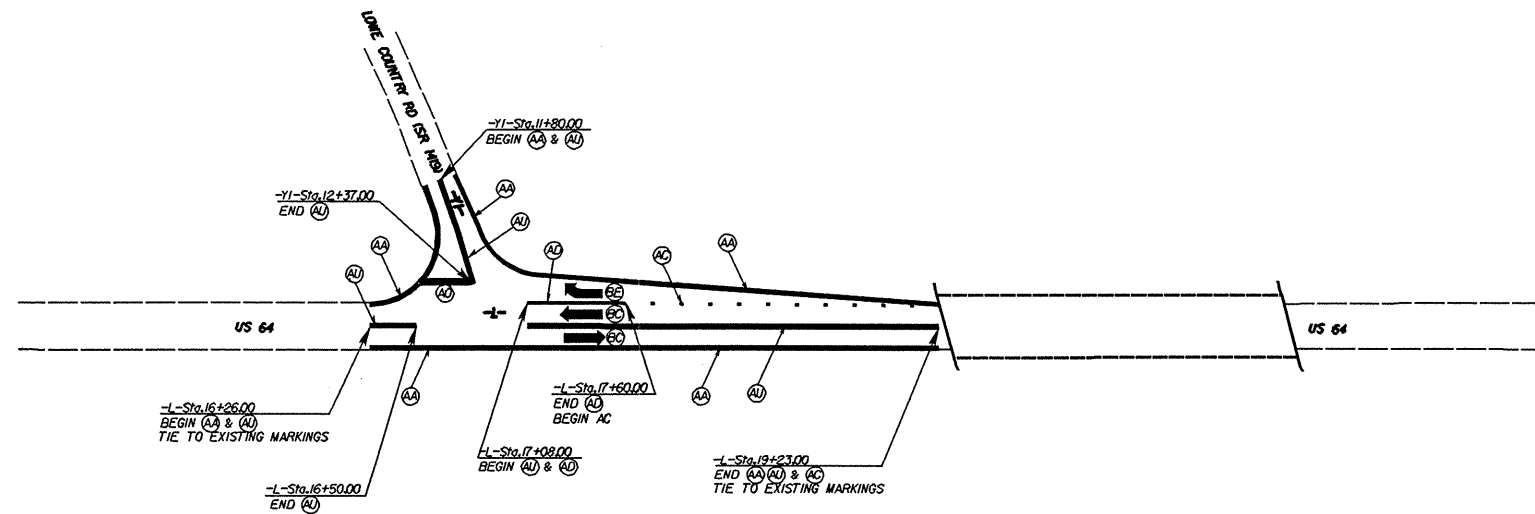 LOWE COUNTRY RD (SR 1419)
-Y1-Sta.11+80.00
BEGIN AA & AU
-Y1-
AA
-Y1-Sta.12+37.00
END AU
AU
AA
AU
AD
AC
AA
AU
BE
-L-
BC
BC
US 64
US 64
AA
AA
AU
-L-Sta.17+60.00
END AD
BEGIN AC
-L-Sta.16+26.00
BEGIN AA & AU
TIE TO EXISTING MARKINGS
-L-Sta.17+08.00
BEGIN AU & AD
-L-Sta.19+23.00
END AA AU & AC
TIE TO EXISTING MARKINGS
-L-Sta.16+50.00
END AU